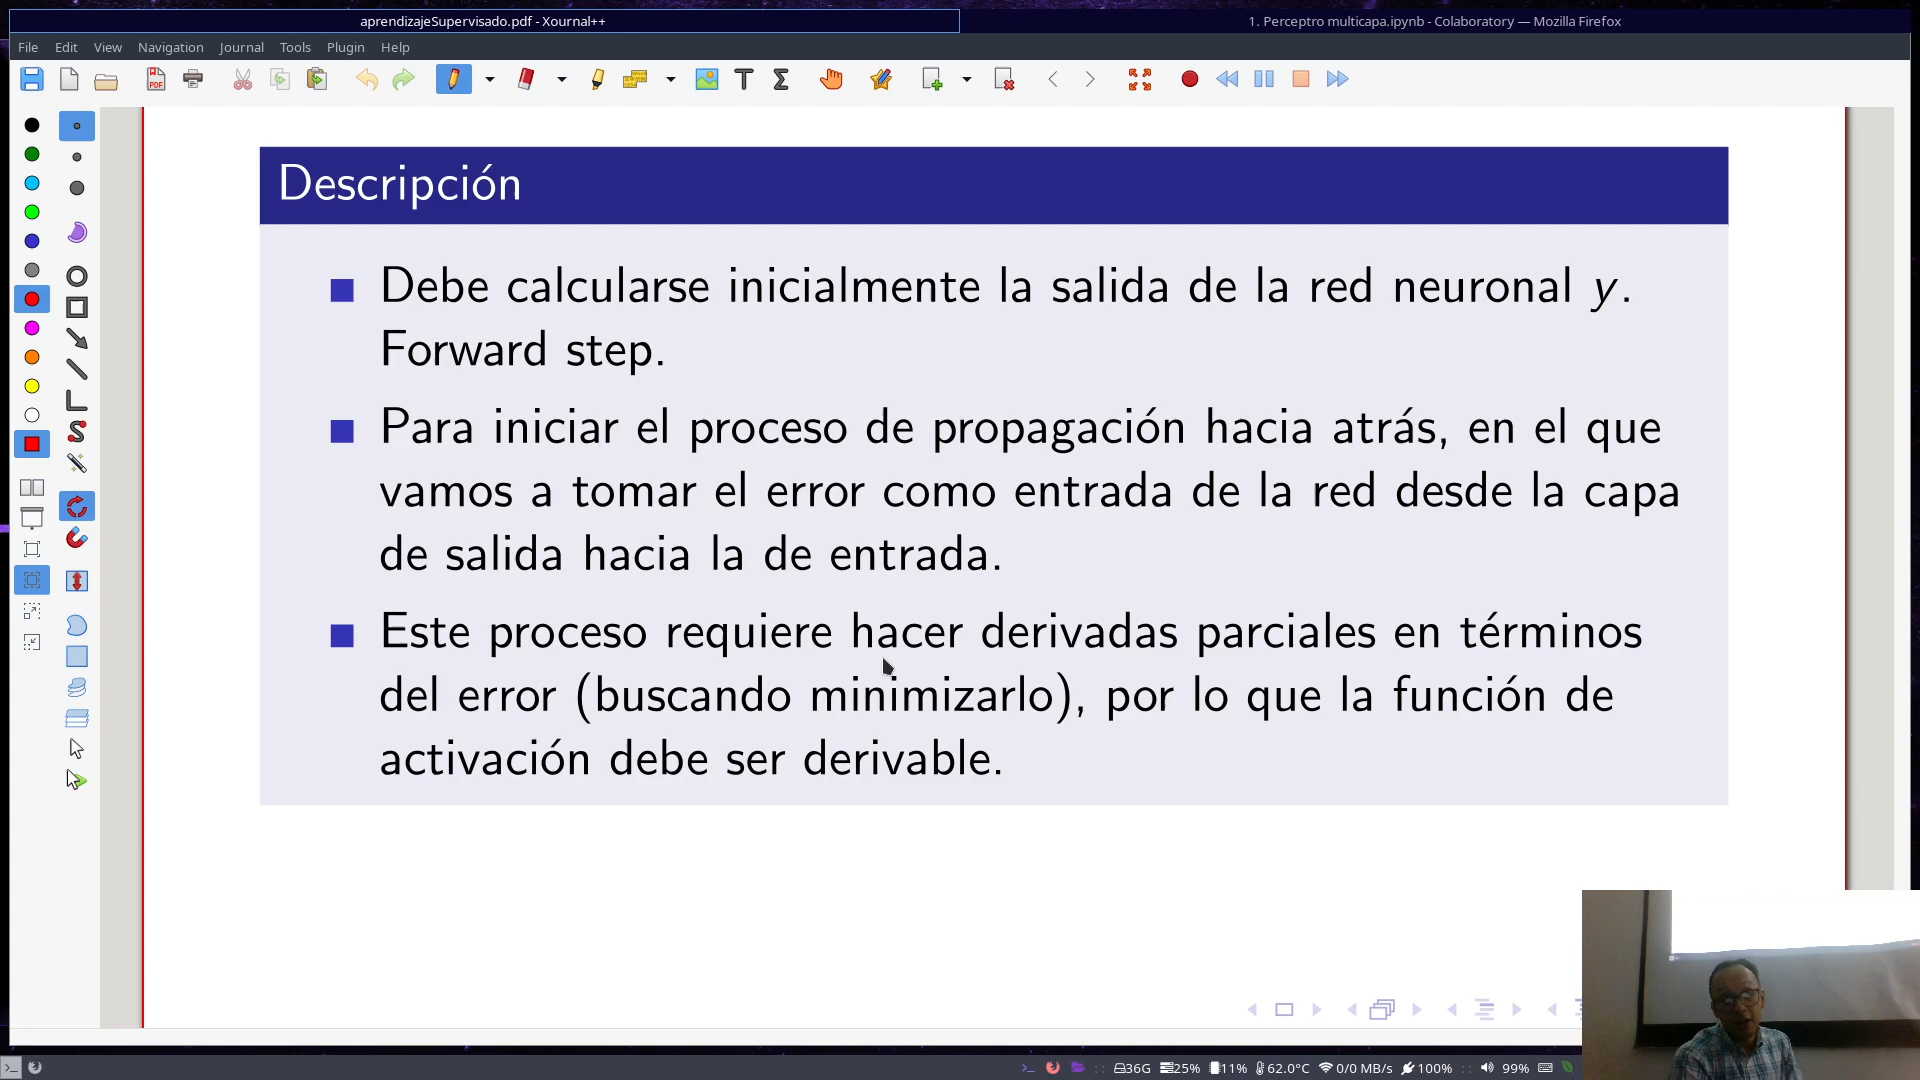 aprendizajeSupervisado.pdf - Xournal++
1. Perceptro multicapa.ipynb - Colaboratory — Mozilla Firefox
File Edit View Navigation Journal Tools Plugin Help
Descripción
Debe calcularse inicialmente la salida de la red neuronal y.
Forward step.
Para iniciar el proceso de propagación hacia atrás, en el que
vamos a tomar el error como entrada de la red desde la capa
de salida hacia la de entrada.
Este proceso requiere hacer derivadas parciales en términos
del error (buscando minimizarlo), por lo que la función de
activación debe ser derivable.
36G 25% 11% 62.0°C 0/0 MB/s 100% 99%